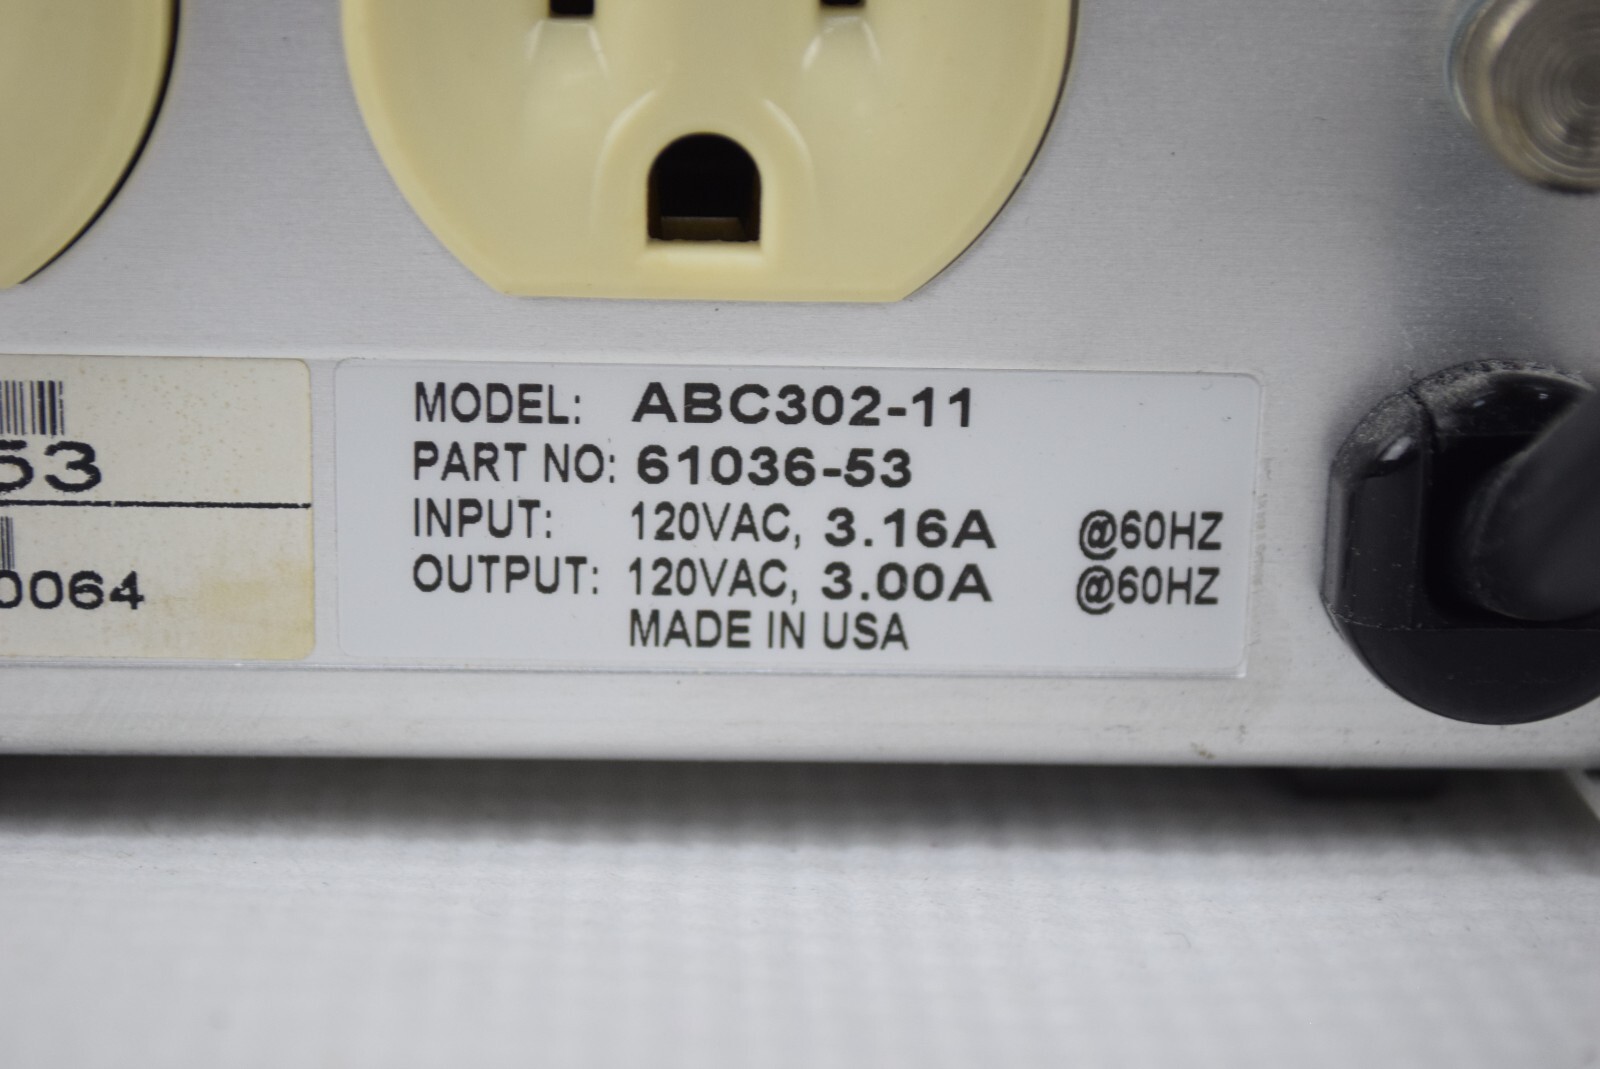 MODEL: ABC302-11
PART NO: 61036-53
INPUT: 120VAC, 3.16A @60HZ
OUTPUT: 120VAC, 3.00A @60HZ
MADE IN USA
53
0064